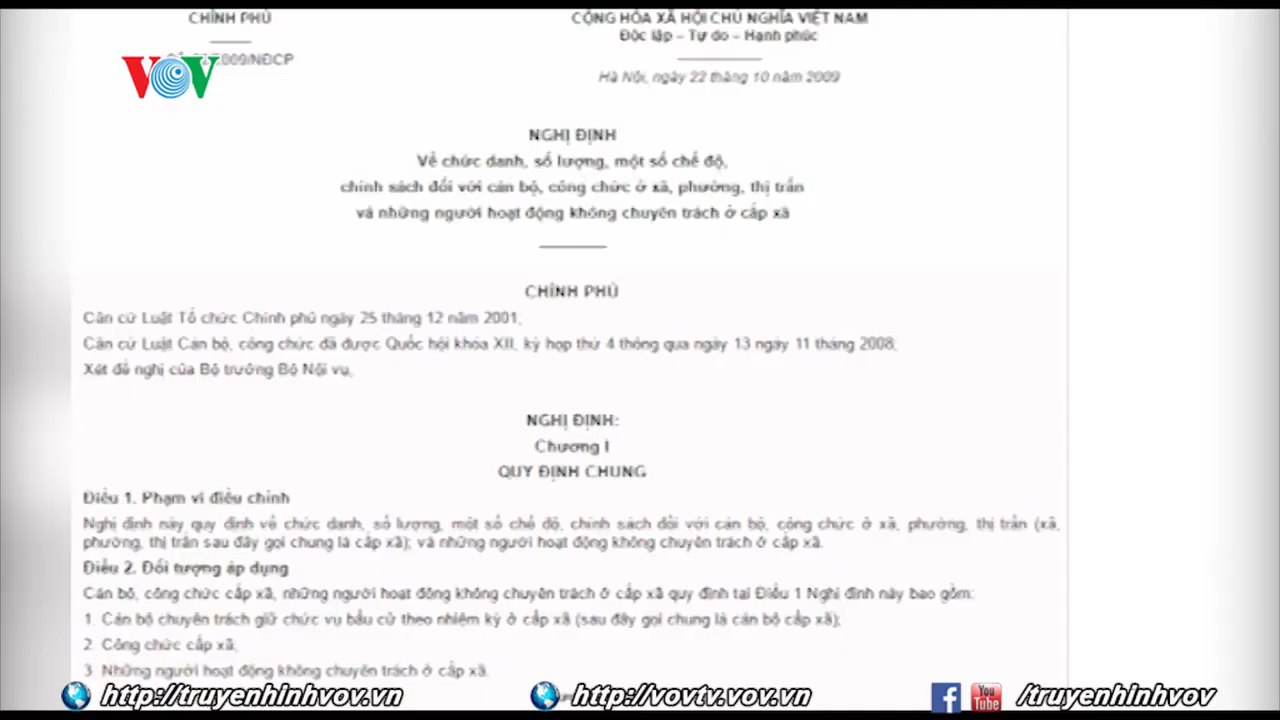 CHÍNH PHỦ
CỘNG HÒA XÃ HỘI CHỦ NGHĨA VIỆT NAM
Độc lập – Tự do – Hạnh phúc
/2009/NĐCP
VOV
Hà Nội, ngày 22 tháng 10 năm 2009
NGHỊ ĐỊNH
Về chức danh, số lượng, một số chế độ,
chính sách đối với cán bộ, công chức ở xã, phường, thị trấn
và những người hoạt động không chuyên trách ở cấp xã
CHÍNH PHỦ
Căn cứ Luật Tổ chức Chính phủ ngày 25 tháng 12 năm 2001;
Căn cứ Luật Cán bộ, công chức đã được Quốc hội khóa XII, kỳ họp thứ 4 thông qua ngày 13 ngày 11 tháng 2008;
Xét đề nghị của Bộ trưởng Bộ Nội vụ,
NGHỊ ĐỊNH:
Chương I
QUY ĐỊNH CHUNG
Điều 1. Phạm vi điều chỉnh
Nghị định này quy định về chức danh, số lượng, một số chế độ, chính sách đối với cán bộ, công chức ở xã, phường, thị trấn (xã,
phường, thị trấn sau đây gọi chung là cấp xã); và những người hoạt động không chuyên trách ở cấp xã.
Điều 2. Đối tượng áp dụng
Cán bộ, công chức cấp xã, những người hoạt động không chuyên trách ở cấp xã quy định tại Điều 1 Nghị định này bao gồm:
1. Cán bộ chuyên trách giữ chức vụ bầu cử theo nhiệm kỳ ở cấp xã (sau đây gọi chung là cán bộ cấp xã);
2. Công chức cấp xã;
3. Những người hoạt động không chuyên trách ở cấp xã.
http://truyenhinhvov.vn
http://vovtv.vov.vn
f
You Tube
/truyenhinhvov